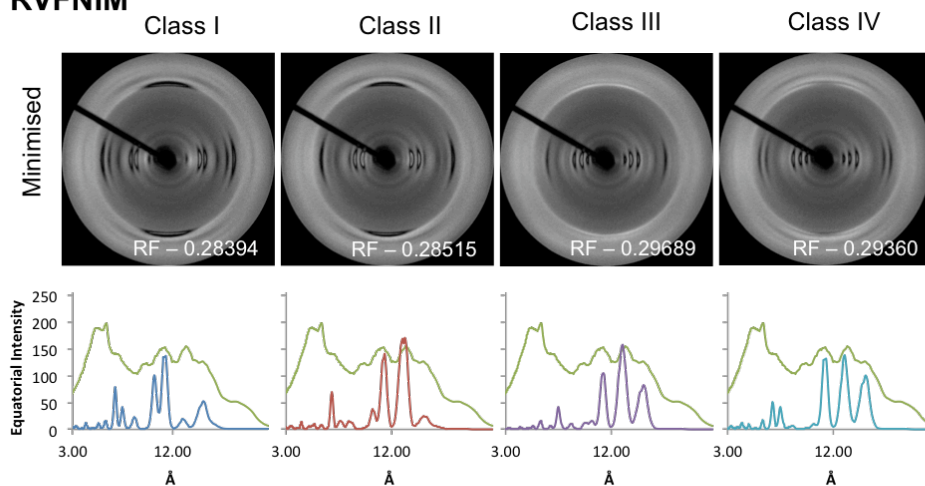 RVFNIM
Class I Class II Class III Class IV
Minimised
RF – 0.28394 RF – 0.28515 RF – 0.29689 RF – 0.29360
Equatorial Intensity
250
200
150
100
50
0
3.00 12.00 3.00 12.00 3.00 12.00 3.00 12.00
Å Å Å Å